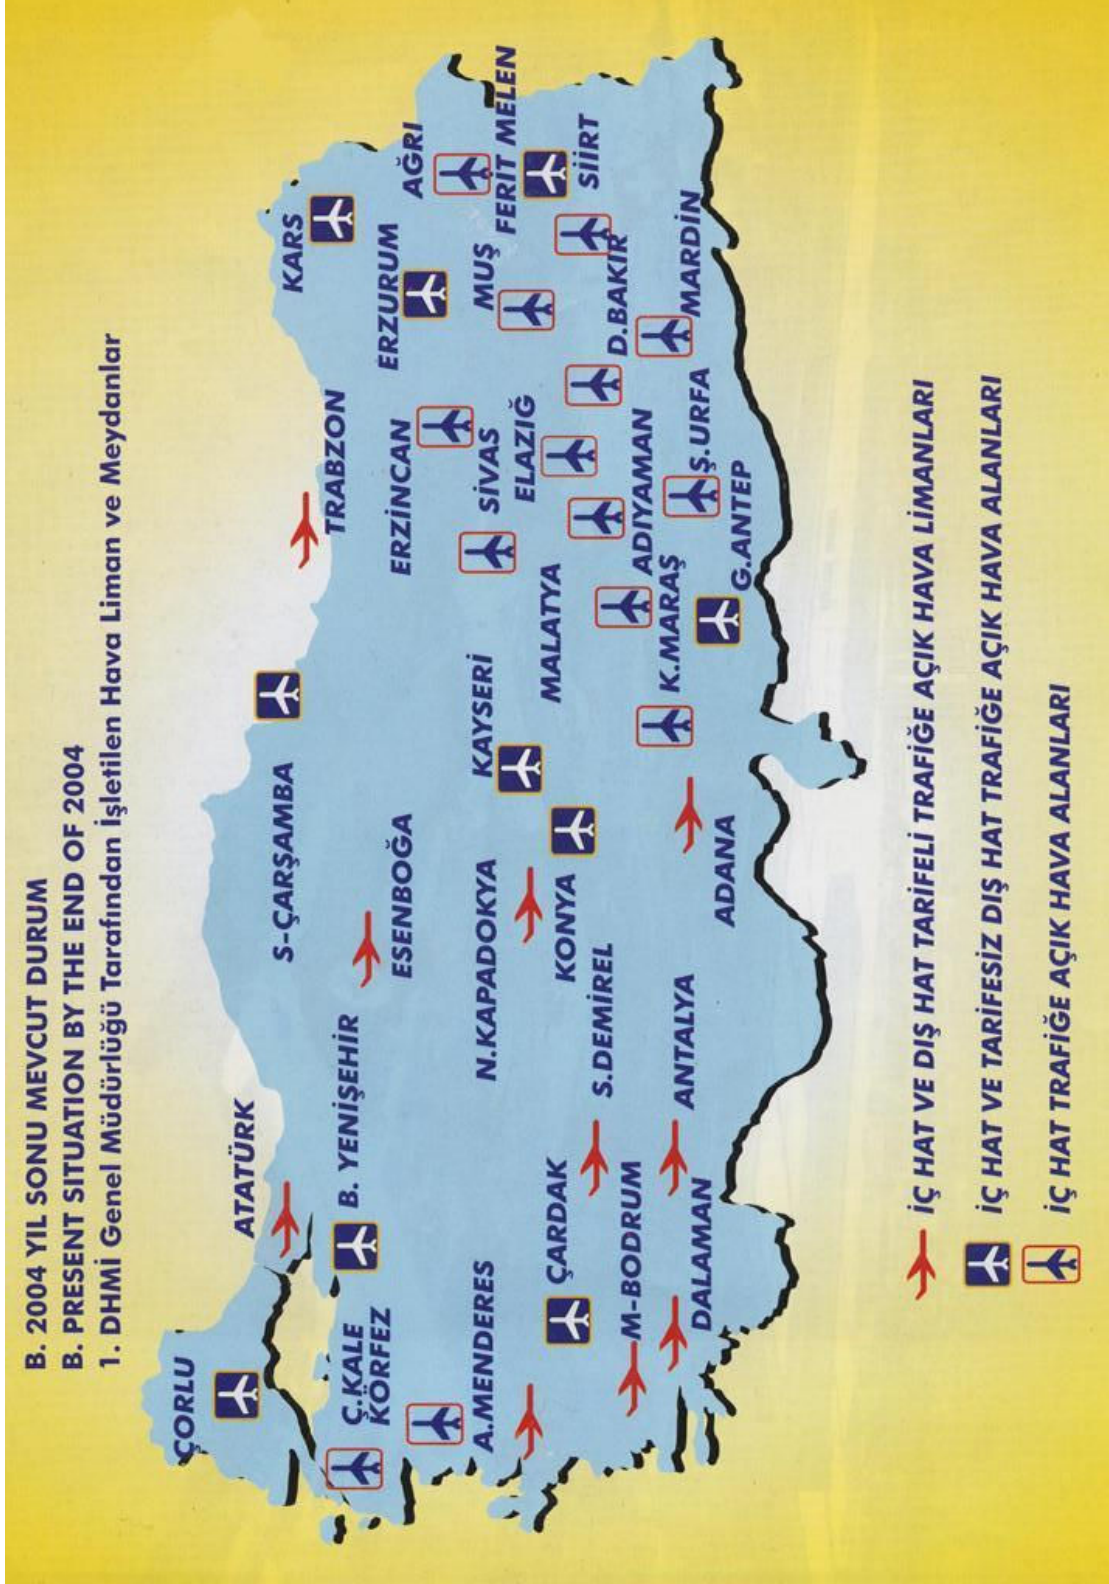 B. 2004 YIL SONU MEVCUT DURUM
B. PRESENT SITUATION BY THE END OF 2004
1. DHMİ Genel Müdürlüğü Tarafından İşletilen Hava Liman ve Meydanlar
ÇORLU
ATATÜRK
S-ÇARŞAMBA
TRABZON
KARS
Ç.KALE
KÖRFEZ
B. YENİŞEHİR
ESENBOĞA
ERZİNCAN
ERZURUM
AĞRI
A.MENDERES
N.KAPADOKYA
KAYSERİ
SİVAS
ELAZIĞ
MUŞ
FERİT MELEN
ÇARDAK
KONYA
MALATYA
SİİRT
M-BODRUM
S.DEMİREL
ADIYAMAN
D.BAKIR
DALAMAN
ANTALYA
ADANA
K.MARAŞ
G.ANTEP
Ş.URFA
MARDİN
İÇ HAT VE DIŞ HAT TARİFELİ TRAFİĞE AÇIK HAVA LİMANLARI
İÇ HAT VE TARİFESİZ DIŞ HAT TRAFİĞE AÇIK HAVA ALANLARI
İÇ HAT TRAFİĞE AÇIK HAVA ALANLARI